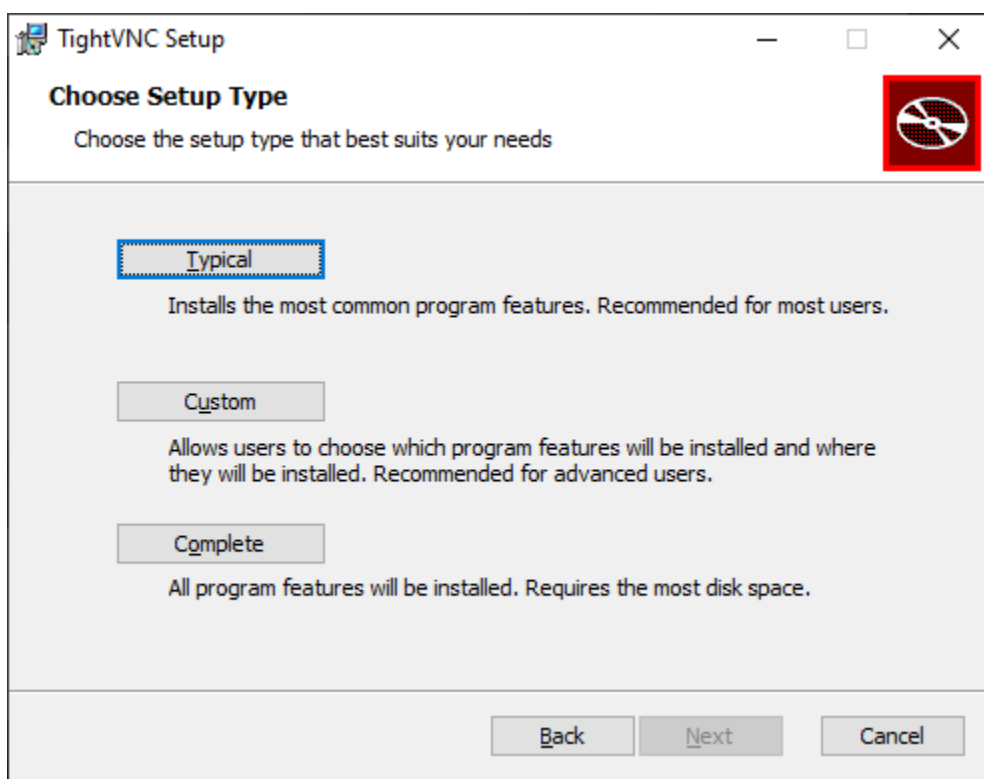 TightVNC Setup
Choose Setup Type
Choose the setup type that best suits your needs
Typical
Installs the most common program features. Recommended for most users.
Custom
Allows users to choose which program features will be installed and where
they will be installed. Recommended for advanced users.
Complete
All program features will be installed. Requires the most disk space.
Back Next Cancel